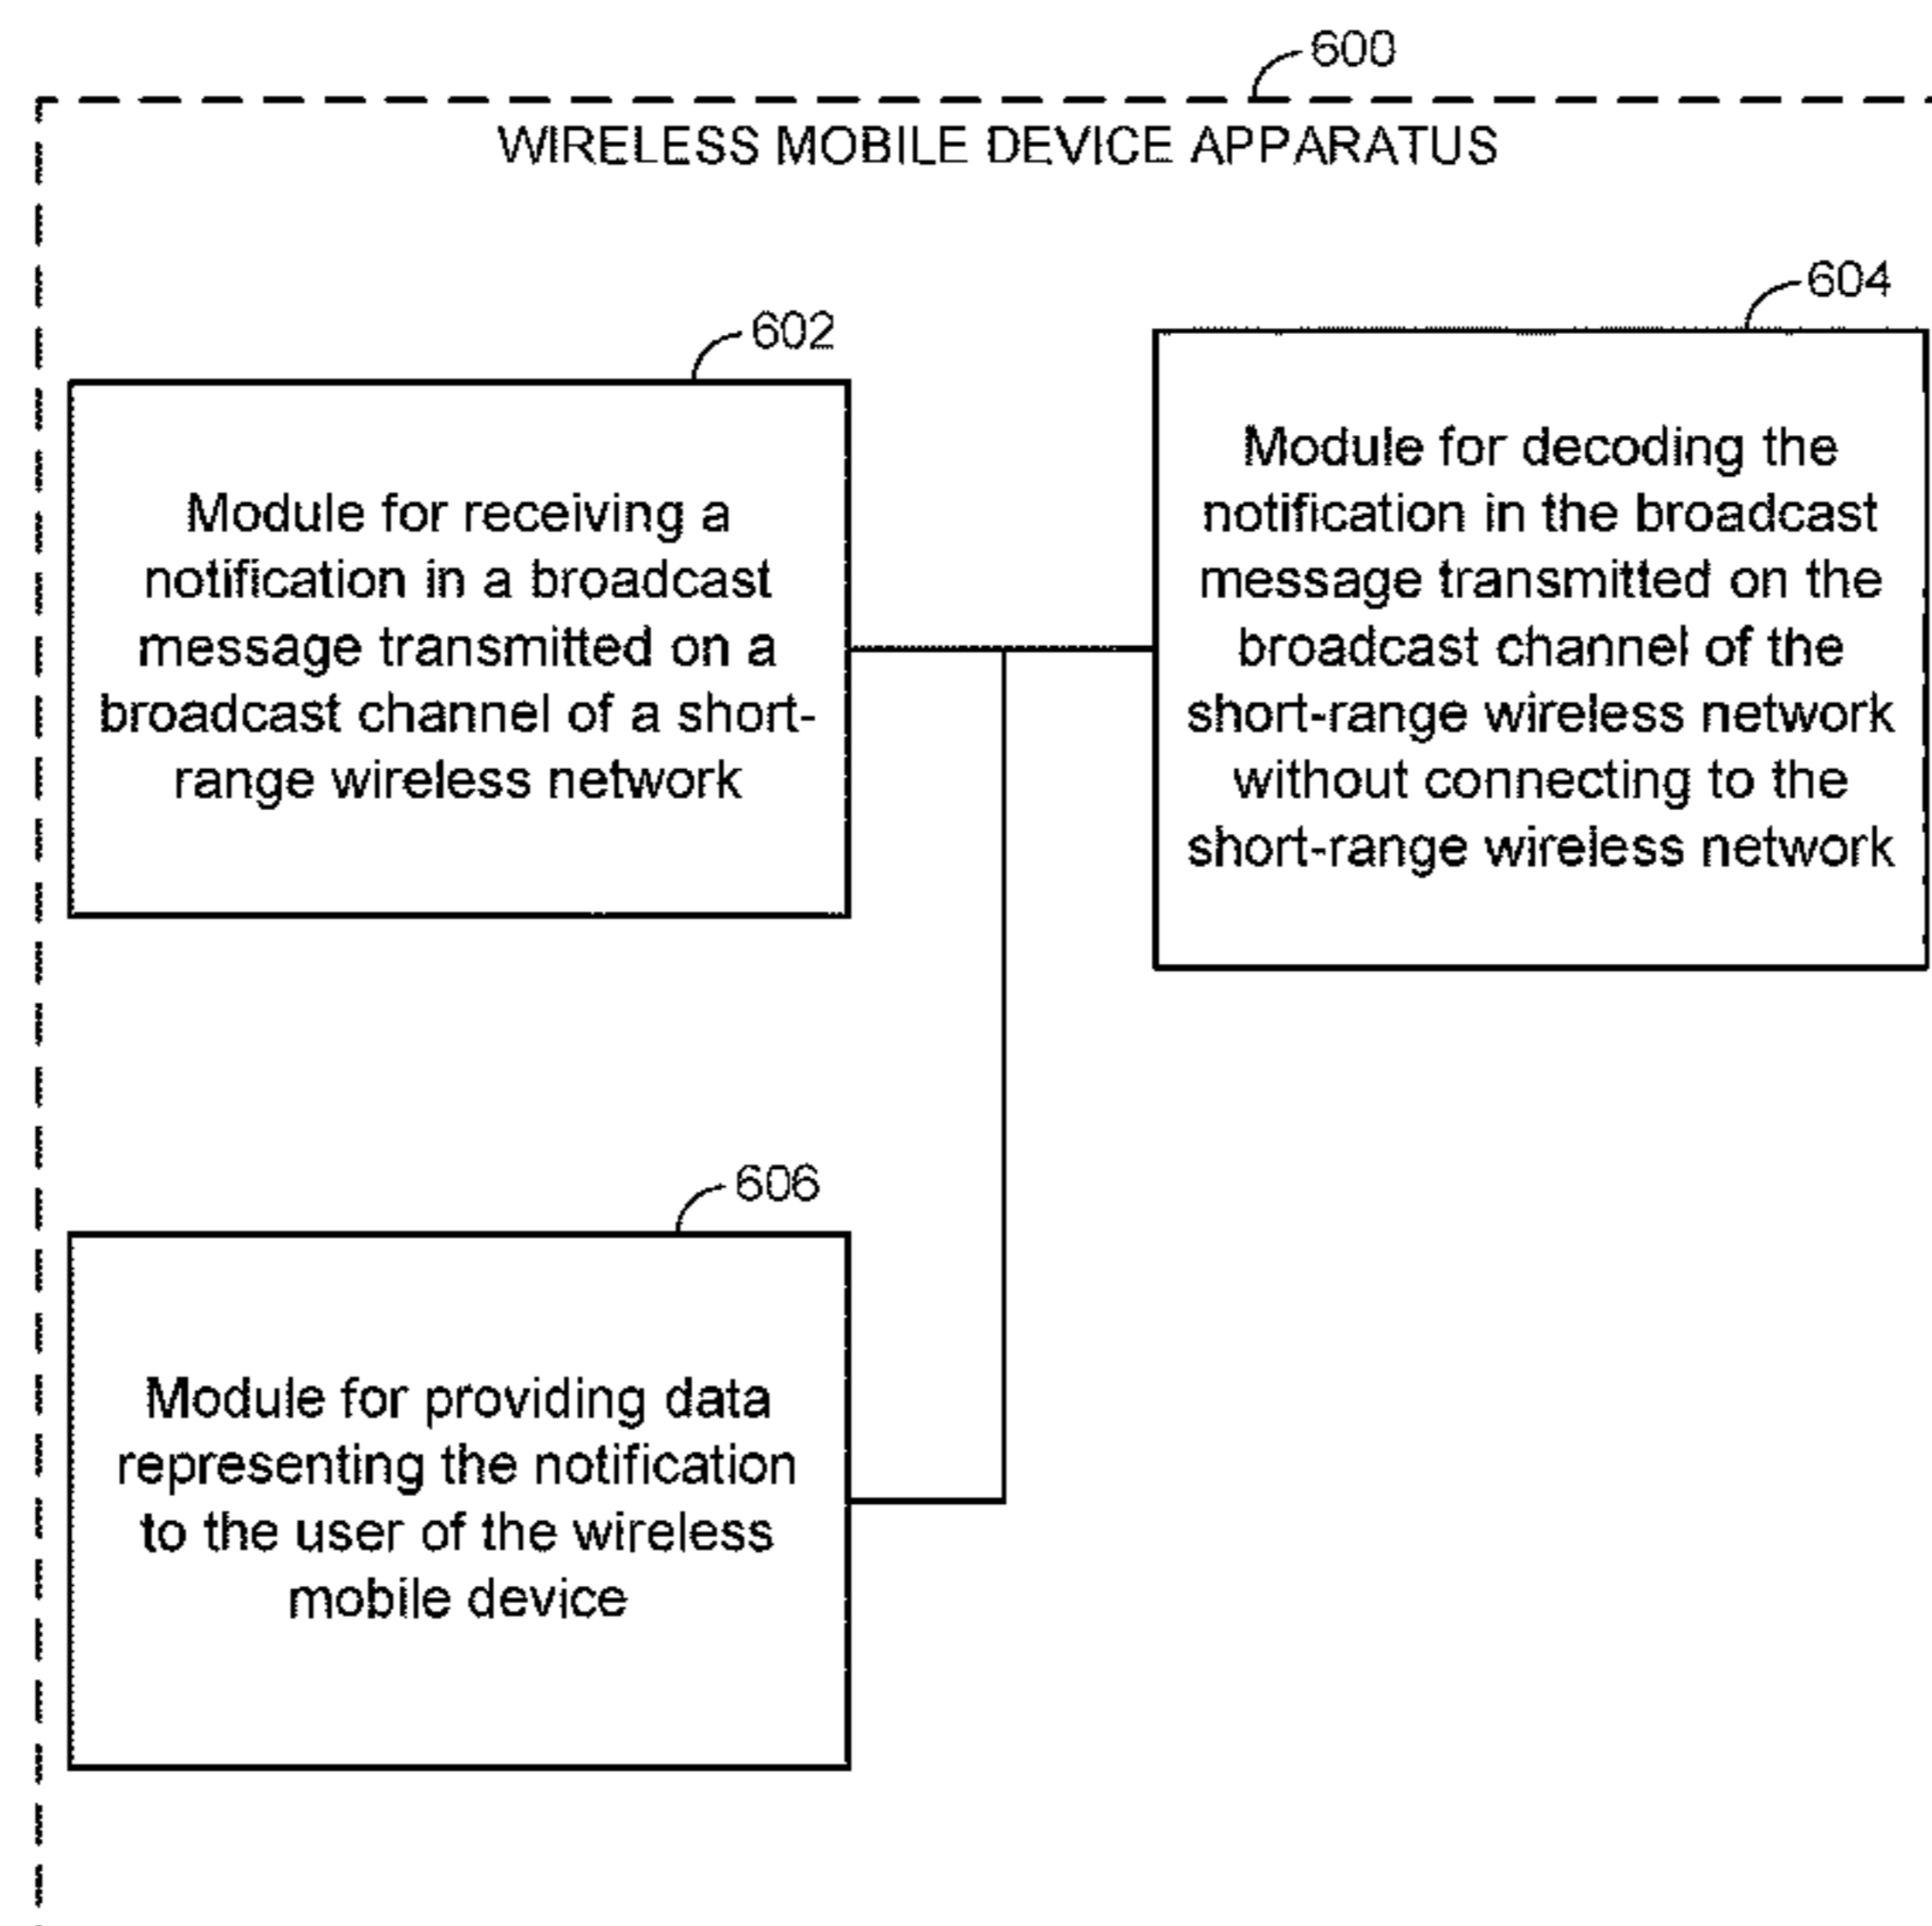 600
WIRELESS MOBILE DEVICE APPARATUS
602
Module for receiving a
notification in a broadcast
message transmitted on a
broadcast channel of a short-
range wireless network
604
Module for decoding the
notification in the broadcast
message transmitted on the
broadcast channel of the
short-range wireless network
without connecting to the
short-range wireless network
606
Module for providing data
representing the notification
to the user of the wireless
mobile device